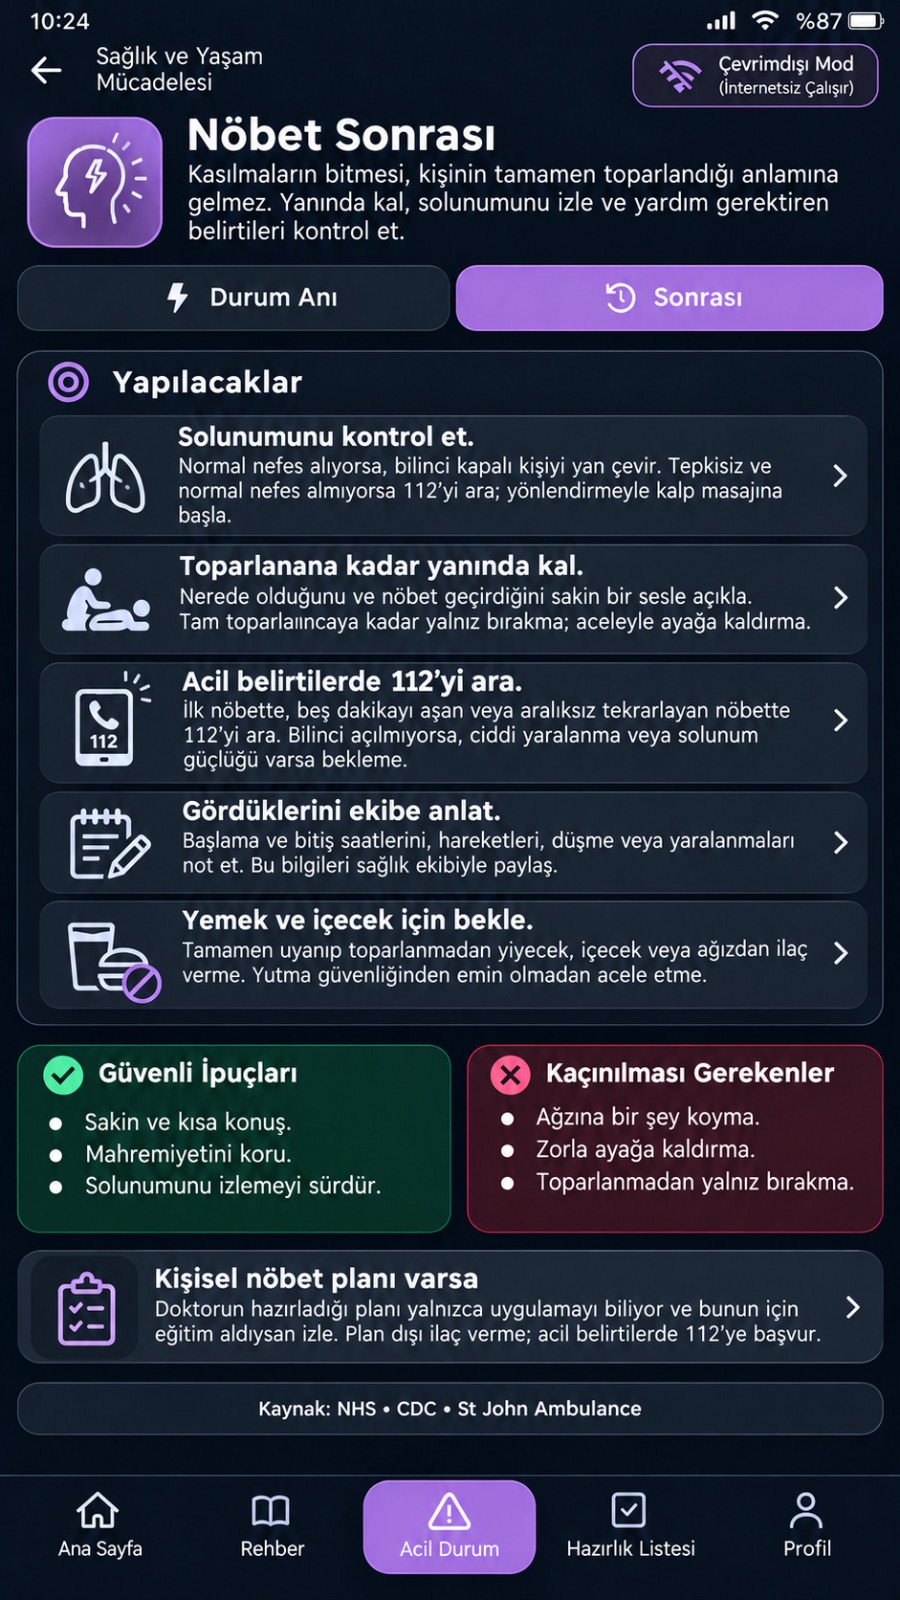 10:24
%87
Sağlık ve Yaşam
Mücadelesi
Çevrimdışı Mod
(İnternetsiz Çalışır)
Nöbet Sonrası
Kasılmaların bitmesi, kişinin tamamen toparlandığı anlamına
gelmez. Yanında kal, solunumunu izle ve yardım gerektiren
belirtileri kontrol et.
Durum Anı
Sonrası
Yapılacaklar
Solunumunu kontrol et.
Normal nefes alıyorsa, bilinci kapalı kişiyi yan çevir. Tepkisiz ve
normal nefes almıyorsa 112’yi ara; yönlendirmeyle kalp masajına
başla.
Toparlanana kadar yanında kal.
Nerede olduğunu ve nöbet geçirdiğini sakin bir sesle açıkla.
Tam toparlaıincaya kadar yalnız bırakma; aceleyle ayağa kaldırma.
112
Acil belirtilerde 112’yi ara.
İlk nöbette, beş dakikayı aşan veya aralıksız tekrarlayan nöbette
112’yi ara. Bilinci açılmıyorsa, ciddi yaralanma veya solunum
güçlüğü varsa bekleme.
Gördüklerini ekibe anlat.
Başlama ve bitiş saatlerini, hareketleri, düşme veya yaralanmaları
not et. Bu bilgileri sağlık ekibiyle paylaş.
Yemek ve içecek için bekle.
Tamamen uyanıp toparlanmadan yiyecek, içecek veya ağızdan ilaç
verme. Yutma güvenliğinden emin olmadan acele etme.
Güvenli İpuçları
Sakin ve kısa konuş.
Mahremiyetini koru.
Solunumunu izlemeyi sürdür.
Kaçınılması Gerekenler
Ağzına bir şey koyma.
Zorla ayağa kaldırma.
Toparlanmadan yalnız bırakma.
Kişisel nöbet planı varsa
Doktorun hazırladığı planı yalnızca uygulamayı biliyor ve bunun için
eğitim aldıysan izle. Plan dışı ilaç verme; acil belirtilerde 112’ye başvur.
Kaynak: NHS • CDC • St John Ambulance
Ana Sayfa
Rehber
Acil Durum
Hazırlık Listesi
Profil